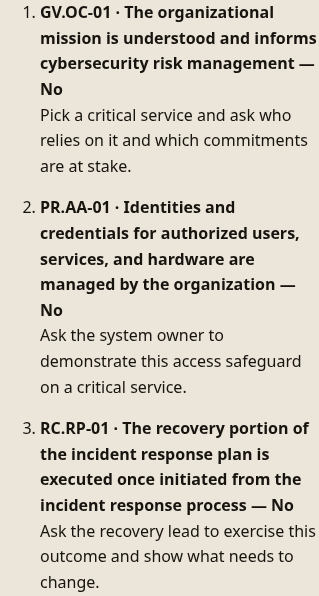 1. GV.OC-01 · The organizational
mission is understood and informs
cybersecurity risk management —
No
Pick a critical service and ask who
relies on it and which commitments
are at stake.
2. PR.AA-01 · Identities and
credentials for authorized users,
services, and hardware are
managed by the organization —
No
Ask the system owner to
demonstrate this access safeguard
on a critical service.
3. RC.RP-01 · The recovery portion of
the incident response plan is
executed once initiated from the
incident response process — No
Ask the recovery lead to exercise this
outcome and show what needs to
change.